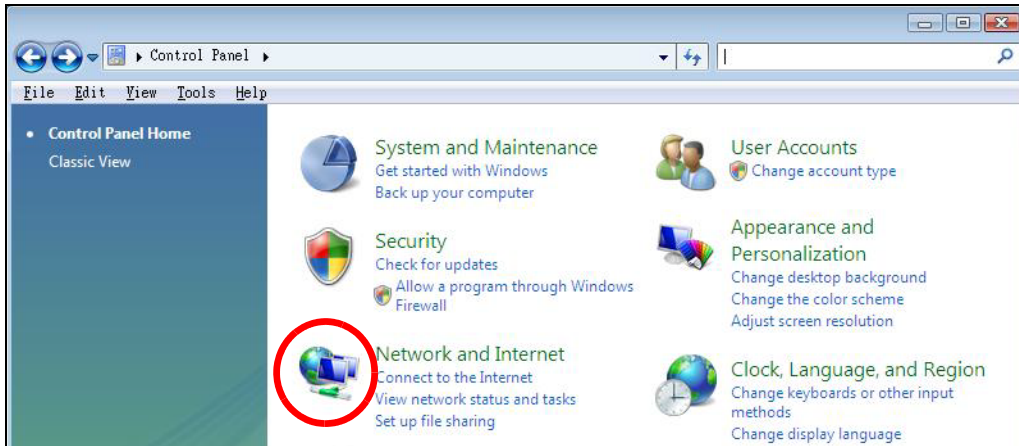 Control Panel
File Edit View Tools Help
Control Panel Home
Classic View
System and Maintenance
Get started with Windows
Back up your computer
Security
Check for updates
Allow a program through Windows
Firewall
Network and Internet
Connect to the Internet
View network status and tasks
Set up file sharing
User Accounts
Change account type
Appearance and
Personalization
Change desktop background
Change the color scheme
Adjust screen resolution
Clock, Language, and Region
Change keyboards or other input
methods
Change display language